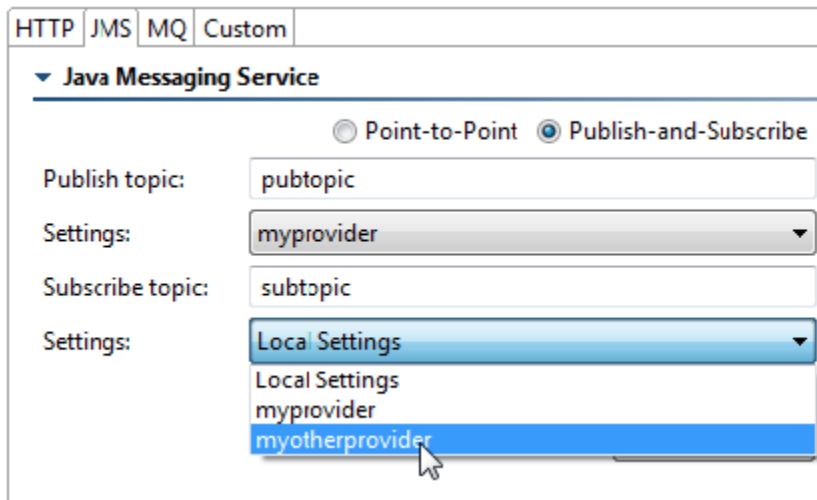 HTTP JMS MQ Custom
Java Messaging Service
Point-to-Point Publish-and-Subscribe
Publish topic: pubtopic
Settings: myprovider
Subscribe topic: subtopic
Settings: Local Settings
Local Settings
myprovider
myotherprovider